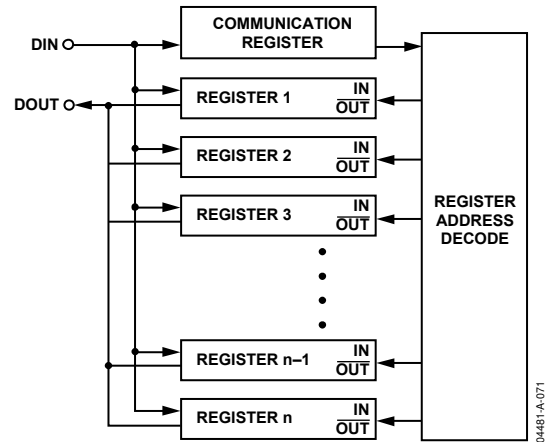 COMMUNICATION
REGISTER
DIN
DOUT
REGISTER 1
IN
OUT
REGISTER 2
IN
OUT
REGISTER 3
IN
OUT
REGISTER n–1
IN
OUT
REGISTER n
IN
OUT
REGISTER
ADDRESS
DECODE
04481-A-071